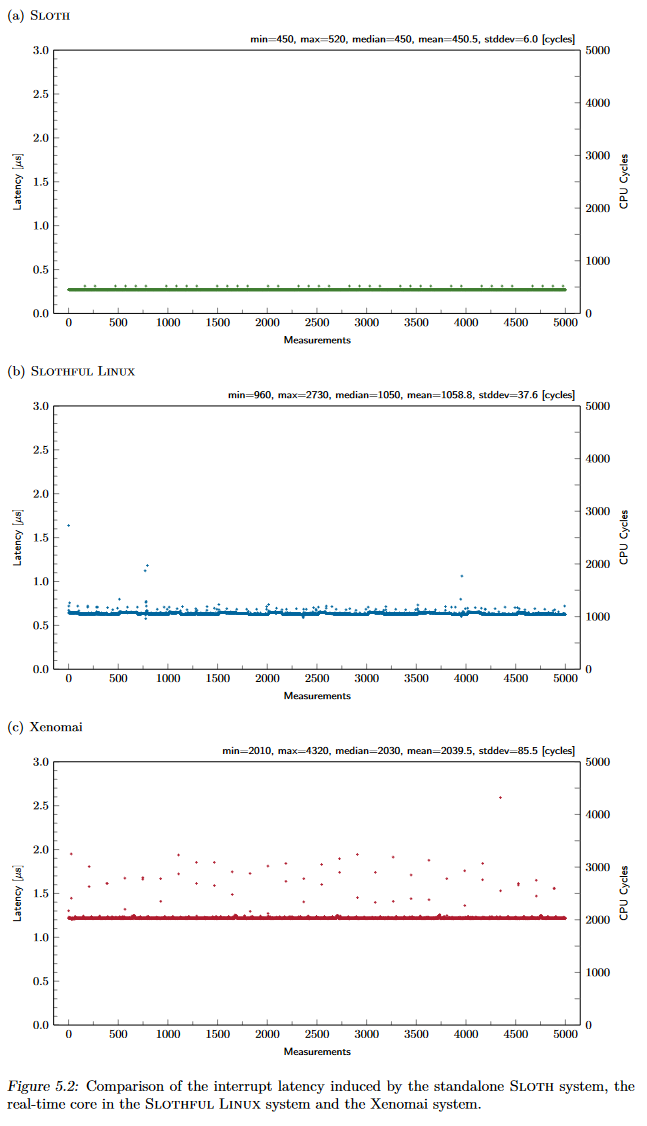 (a) SLOTH
min=450, max=520, median=450, mean=450.5, stddev=6.0 [cycles]
3.0 5000
2.5 4000
2.0
1.5 3000
1.0 2000
0.5 1000
0.0 0
Latency [μs]
CPU Cycles
0 500 1000 1500 2000 2500 3000 3500 4000 4500 5000
Measurements
(b) SLOTHFUL LINUX
min=960, max=2730, median=1050, mean=1058.8, stddev=37.6 [cycles]
3.0 5000
2.5 4000
2.0
1.5 3000
1.0 2000
0.5 1000
0.0 0
Latency [μs]
CPU Cycles
0 500 1000 1500 2000 2500 3000 3500 4000 4500 5000
Measurements
(c) Xenomai
min=2010, max=4320, median=2030, mean=2039.5, stddev=85.5 [cycles]
3.0 5000
2.5 4000
2.0
1.5 3000
1.0 2000
0.5 1000
0.0 0
Latency [μs]
CPU Cycles
0 500 1000 1500 2000 2500 3000 3500 4000 4500 5000
Measurements
Figure 5.2: Comparison of the interrupt latency induced by the standalone SLOTH system, the
real-time core in the SLOTHFUL LINUX system and the Xenomai system.